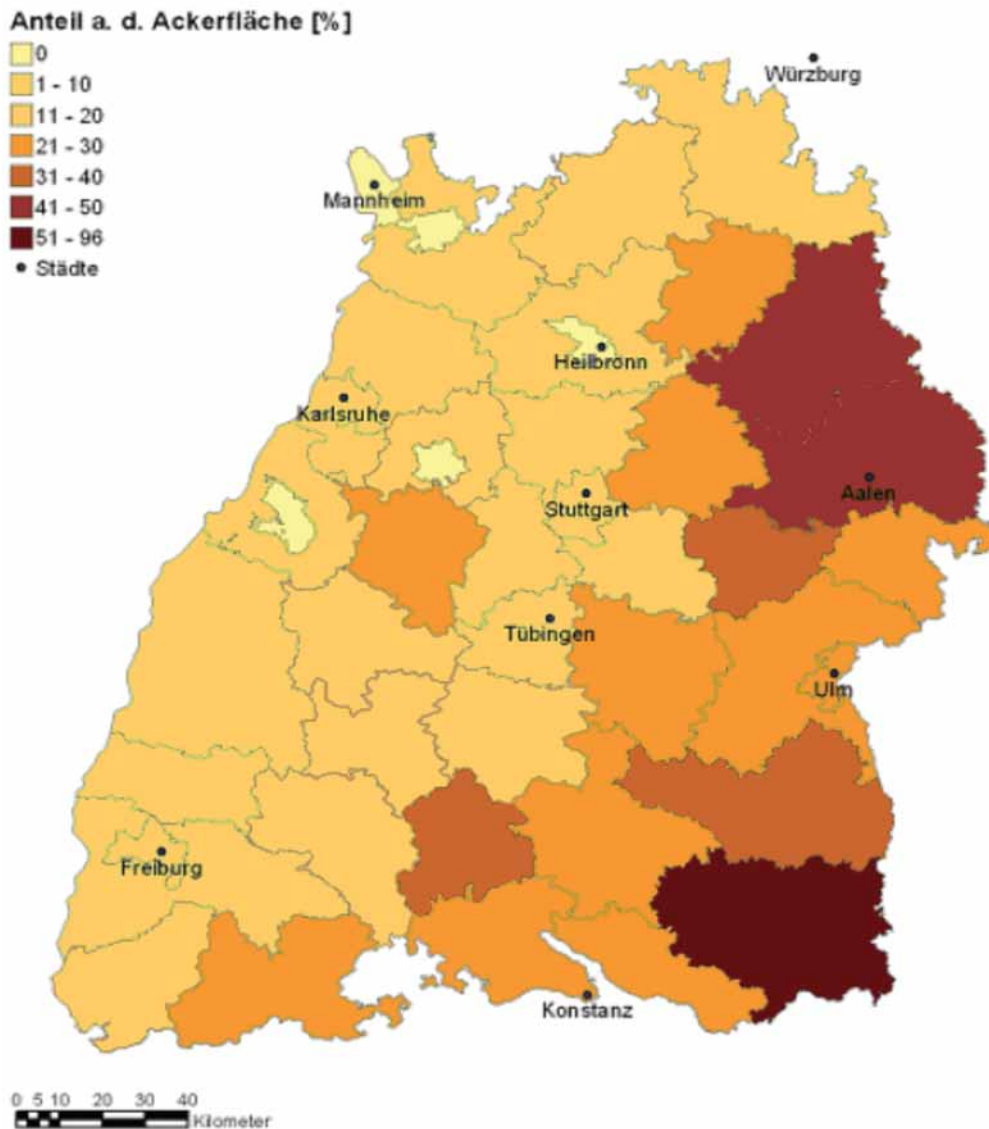 Anteil a. d. Ackerfläche [%]
0
1 - 10
11 - 20
21 - 30
31 - 40
41 - 50
51 - 96
Städte
Würzburg
Mannheim
Heilbronn
Karlsruhe
Aalen
Stuttgart
Tübingen
Ulm
Freiburg
Konstanz
0 5 10 20 30 40
Kilometer